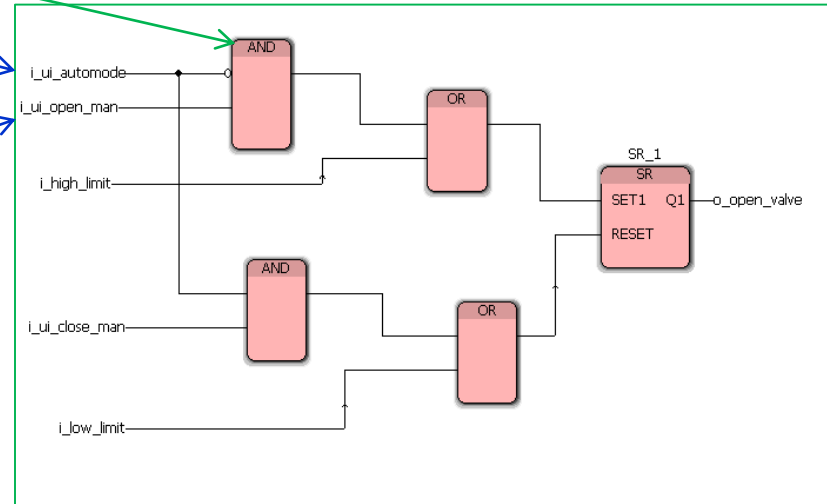 AND
i_ui_automode
i_ui_open_man
OR
i_high_limit
SR_1
SR
SET1 Q1
o_open_valve
RESET
AND
i_ui_close_man
OR
i_low_limit